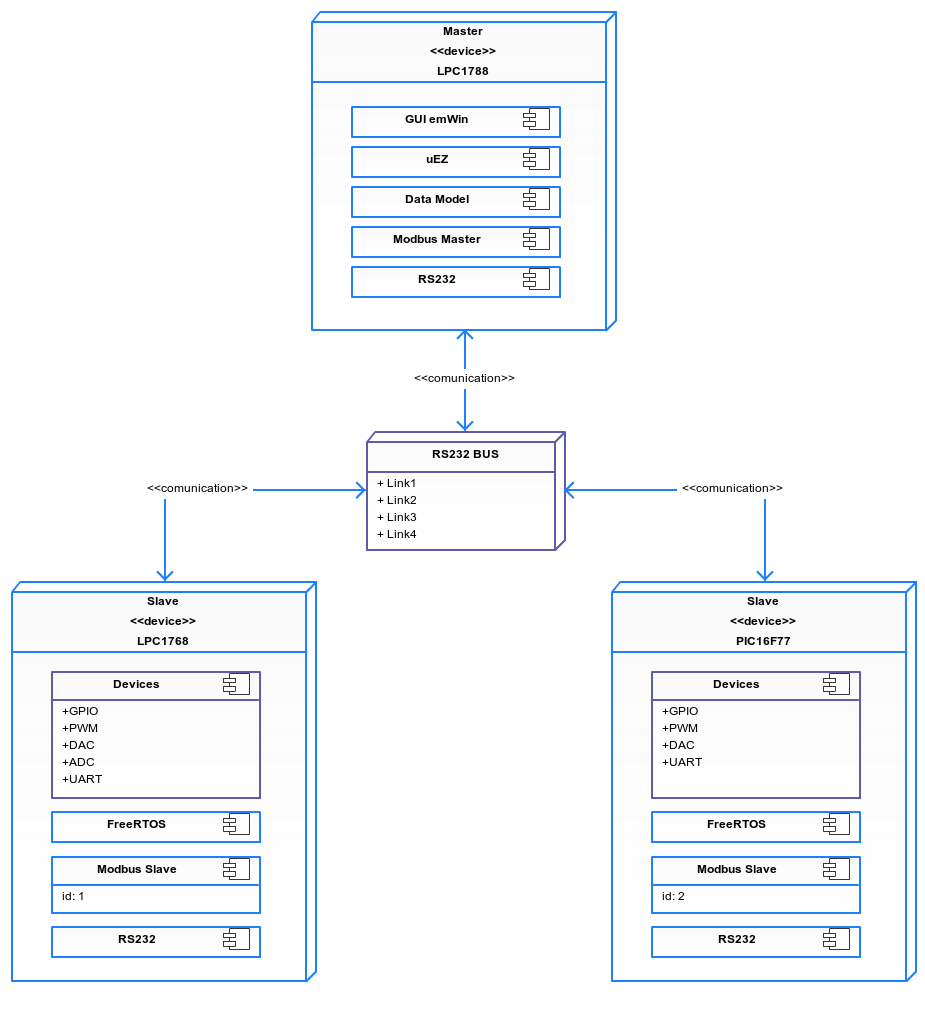 Master
<<device>>
LPC1788
GUI emWin
uEZ
Data Model
Modbus Master
RS232
<<comunication>>
RS232 BUS
+ Link1
+ Link2
+ Link3
+ Link4
<<comunication>>
<<comunication>>
Slave
<<device>>
LPC1768
Devices
+GPIO
+PWM
+DAC
+ADC
+UART
FreeRTOS
Modbus Slave
id: 1
RS232
Slave
<<device>>
PIC16F77
Devices
+GPIO
+PWM
+DAC
+UART
FreeRTOS
Modbus Slave
id: 2
RS232